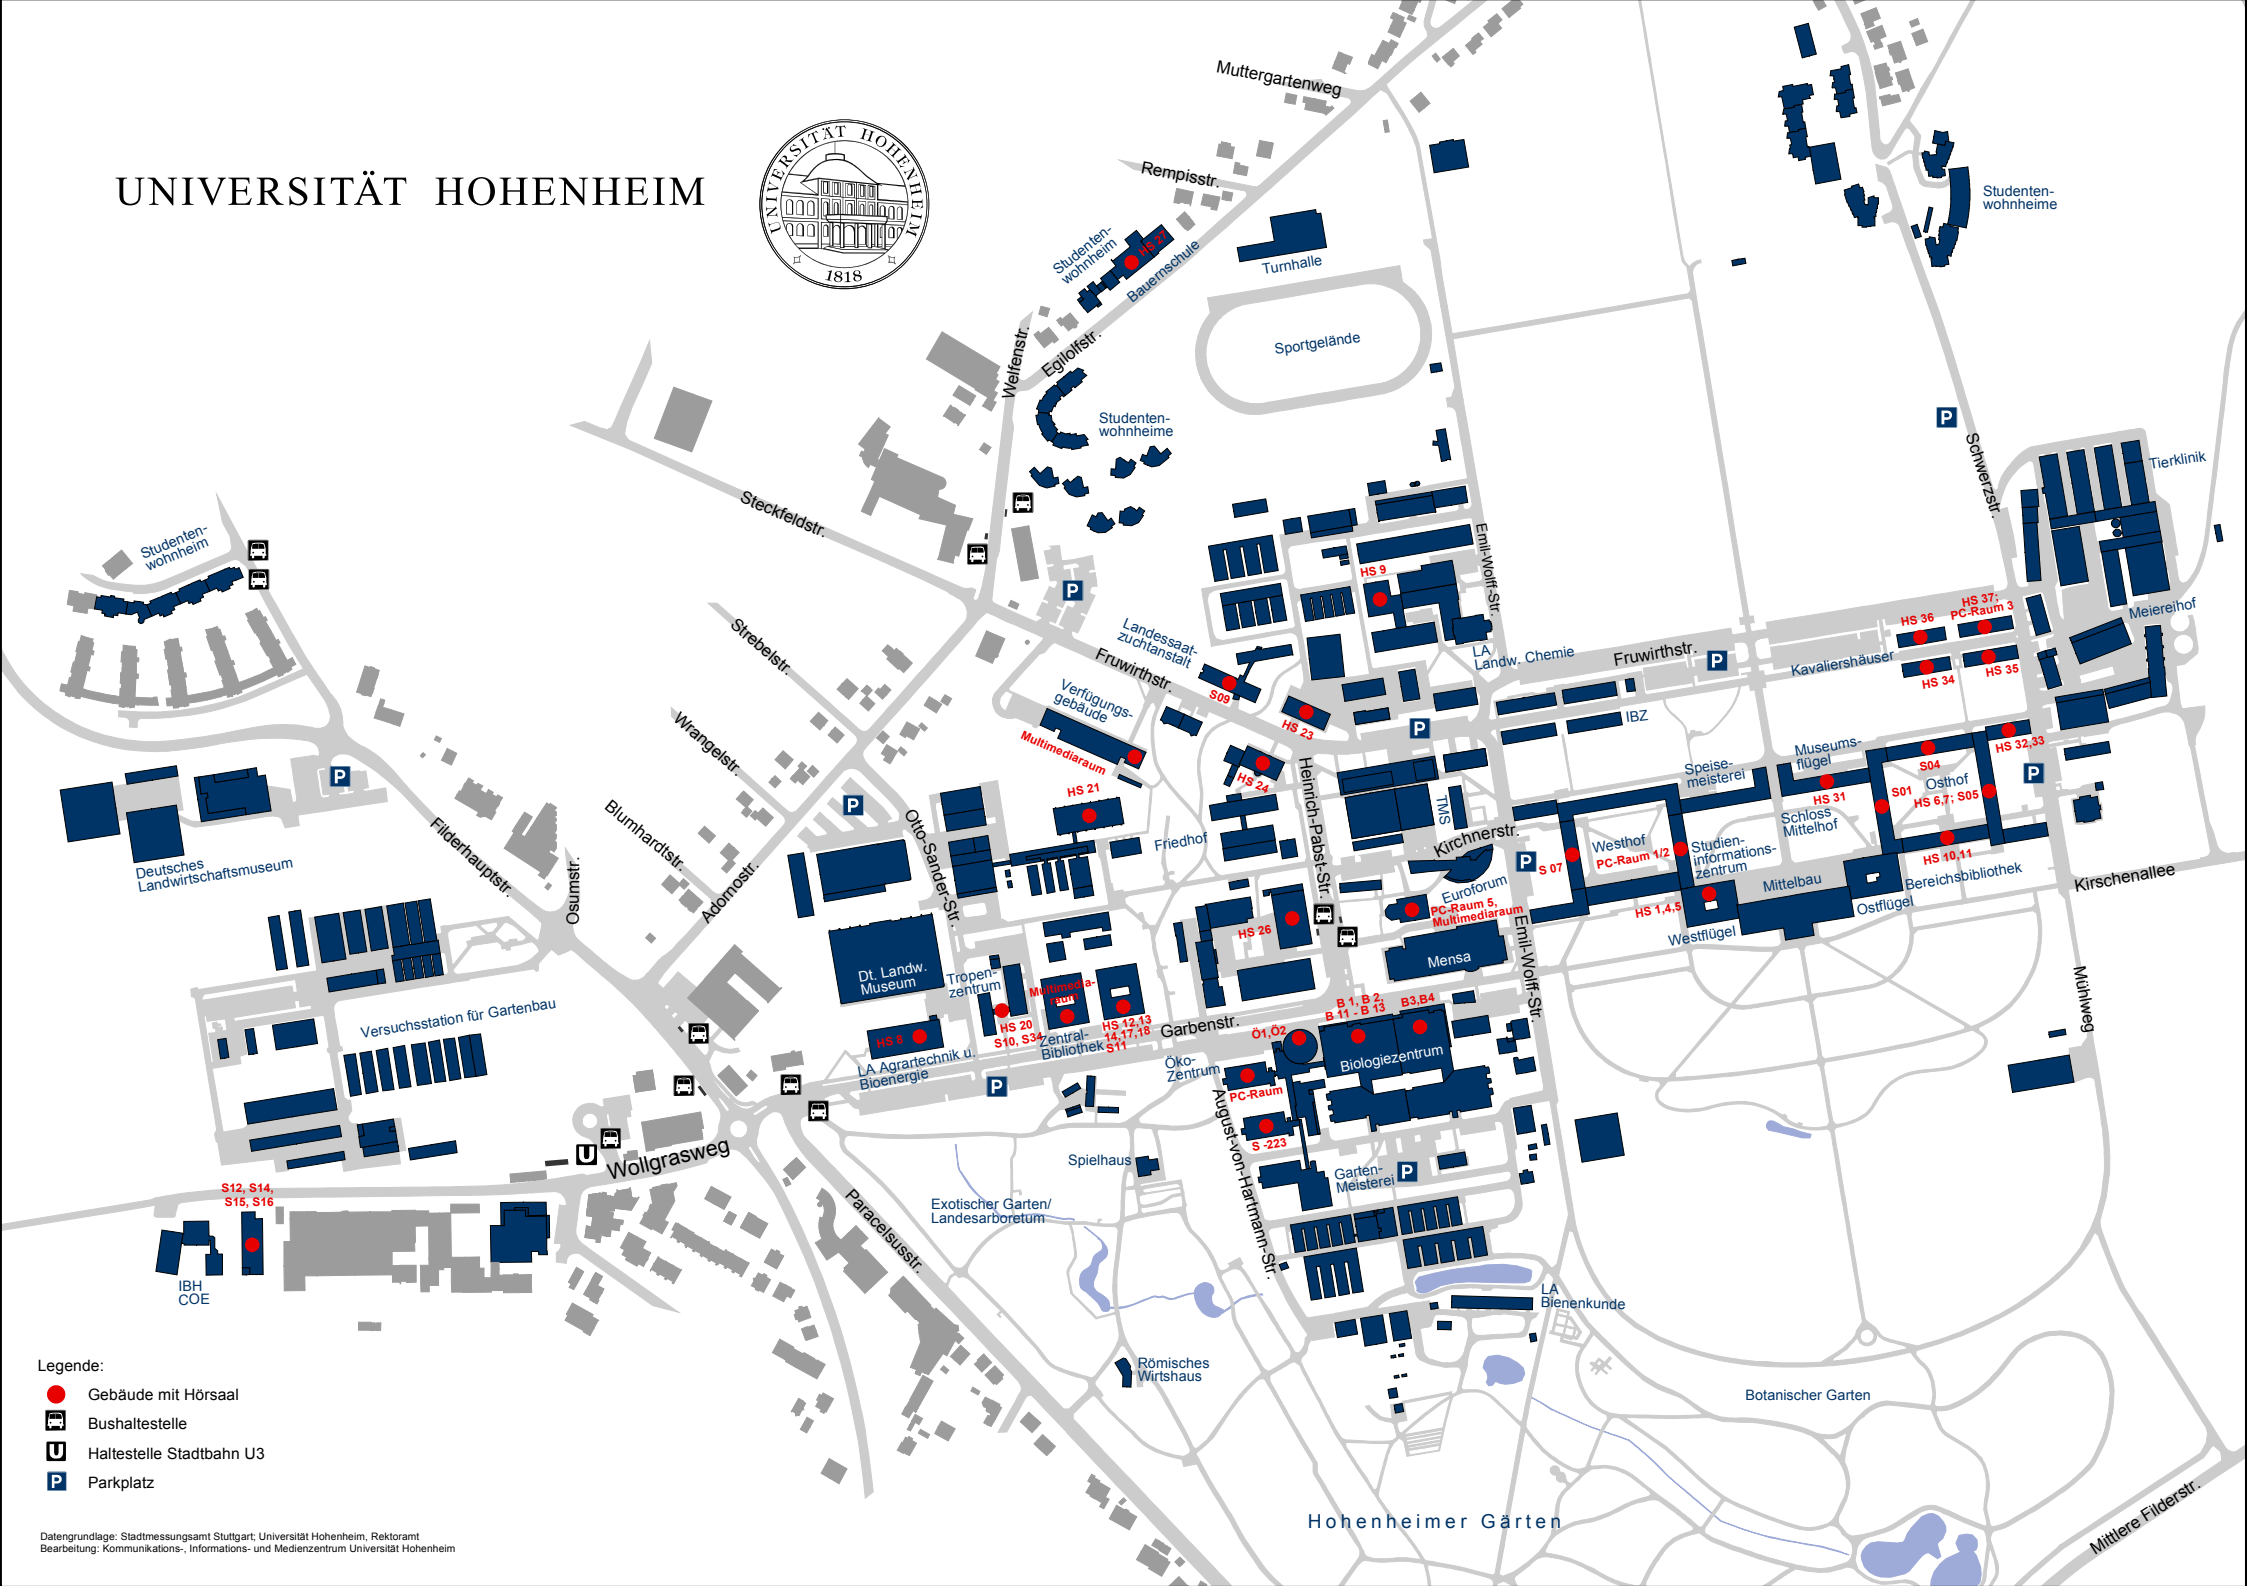 UNIVERSITÄT HOHENHEIM
UNIVERSITÄT HOHENHEIM
1818
Muttergartenweg
Rempisstr.
Studenten-
wohnheim
HS 27
Bauernschule
Turnhalle
Studenten-
wohnheime
Sportgelände
Welfenstr.
Egilolfstr.
Studenten-
wohnheime
Schwerzstr.
Tierklinik
Steckfeldstr.
Studenten-
wohnheim
Emil-Wolff-Str.
HS 9
Meiereihof
HS 37;
PC-Raum 3
HS 36
Strebelstr.
Landessaat-
zuchtanstalt
Fruwirthstr.
LA
Landw. Chemie
Fruwirthstr.
Kavaliershäuser
HS 34
HS 35
S09
Verfügungs-
gebäude
Multimediaraum
HS 23
IBZ
Wrangelstr.
HS 24
Heinrich-Pabst-Str.
Speise-
meisterei
Museums-
flügel
HS 31
S04
HS 32,33
Osthof
S01
HS 6,7; S05
HS 21
TMS
Schloss
Mittelhof
Blumhardtstr.
Otto-Sander-Str.
Friedhof
Kirchnerstr.
Westhof
PC-Raum 1/2
Studien-
informations-
zentrum
HS 10,11
S 07
Filderhauptstr.
Deutsches
Landwirtschaftsmuseum
Osumstr.
Adornostr.
Euroforum
PC-Raum 5,
Multimediaraum
Mittelbau
Bereichsbibliothek
Ostflügel
Kirschenallee
HS 1,4,5
Westflügel
HS 26
Mensa
Emil-Wolff-Str.
Dt. Landw.
Museum
Tropen-
zentrum
Multimedia-
raum
HS 20
S10, S34
Zentral-
Bibliothek
HS 12,13
14,17,18
S11
Garbenstr.
B 1, B 2,
B 11 - B 13
B3,B4
Ö1,Ö2
Biologiezentrum
Mühlweg
Versuchsstation für Gartenbau
HS 8
LA Agrartechnik u.
Bioenergie
Öko-
Zentrum
PC-Raum
S -223
August-von-Hartmann-Str.
Garten-
Meisterei
Wollgrasweg
Spielhaus
S12, S14,
S15, S16
Paracelsusstr.
Exotischer Garten/
Landesarboretum
IBH
COE
LA
Bienenkunde
Römisches
Wirtshaus
Botanischer Garten
Hohenheimer Gärten
Mittlere Filderstr.
P
P
P
P
P
P
P
P
P
P
U
Legende:
Gebäude mit Hörsaal
Bushaltestelle
U Haltestelle Stadtbahn U3
P Parkplatz
Datengrundlage: Stadtmessungsamt Stuttgart; Universität Hohenheim, Rektoramt
Bearbeitung: Kommunikations-, Informations- und Medienzentrum Universität Hohenheim